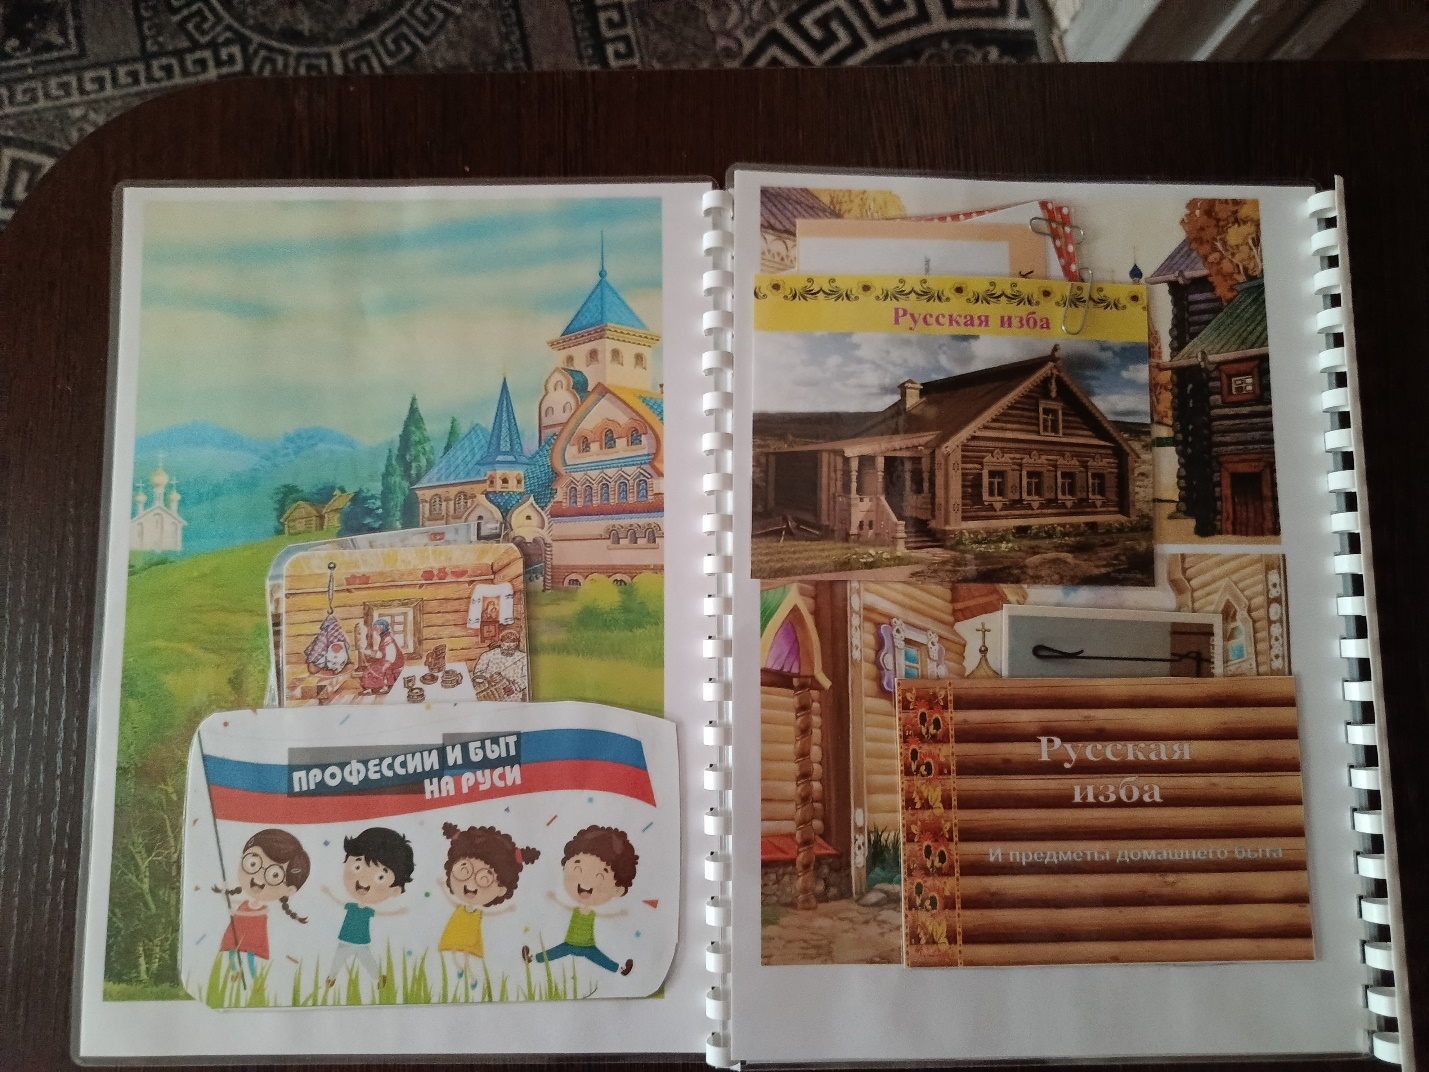 ПРОФЕССИИ И БЫТ
НА РУСИ
Русская изба
Русская
изба
И предметы домашнего быта